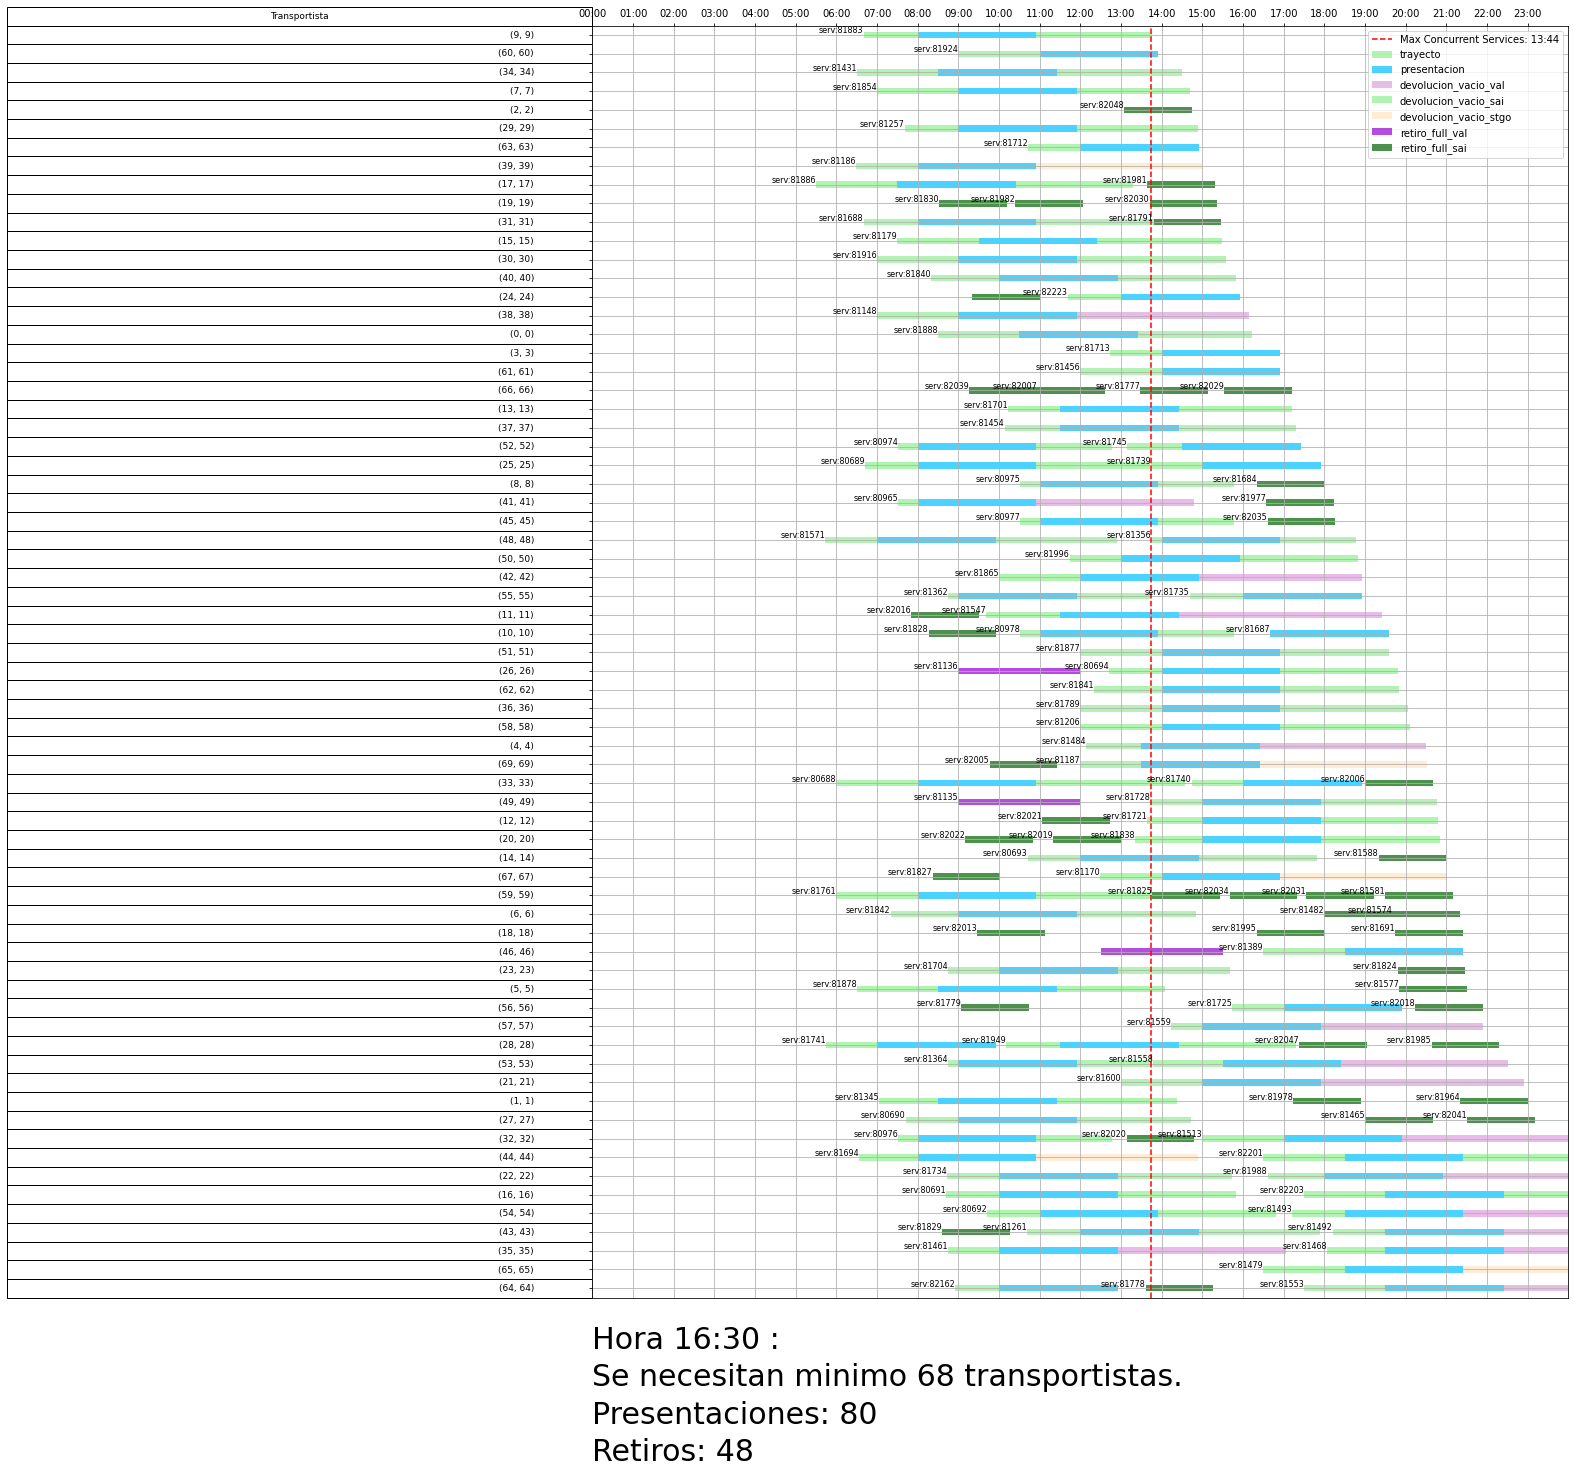 Transportista
00:00 01:00 02:00 03:00 04:00 05:00 06:00 07:00 08:00 09:00 10:00 11:00 12:00 13:00 14:00 15:00 16:00 17:00 18:00 19:00 20:00 21:00 22:00 23:00
Max Concurrent Services: 13:44
trayecto
presentacion
devolucion_vacio_val
devolucion_vacio_sai
devolucion_vacio_stgo
retiro_full_val
retiro_full_sai
(9, 9) serv:81883
(60, 60) serv:81924
(34, 34) serv:81431
(7, 7) serv:81854
(2, 2) serv:82048
(29, 29) serv:81257
(63, 63) serv:81712
(39, 39) serv:81186
(17, 17) serv:81886 serv:81981
(19, 19) serv:81830 serv:81982 serv:82030
(31, 31) serv:81688 serv:81791
(15, 15) serv:81179
(30, 30) serv:81916
(40, 40) serv:81840
(24, 24) serv:82223
(38, 38) serv:81148
(0, 0) serv:81888
(3, 3) serv:81713
(61, 61) serv:81456
(66, 66) serv:82039 serv:82007 serv:81777 serv:82029
(13, 13) serv:81701
(37, 37) serv:81454
(52, 52) serv:80974 serv:81745
(25, 25) serv:80689 serv:81739
(8, 8) serv:80975 serv:81684
(41, 41) serv:80965 serv:81977
(45, 45) serv:80977 serv:82035
(48, 48) serv:81571 serv:81356
(50, 50) serv:81996
(42, 42) serv:81865
(55, 55) serv:81362 serv:81735
(11, 11) serv:82016 serv:81547
(10, 10) serv:81828 serv:80978 serv:81687
(51, 51) serv:81877
(26, 26) serv:81136 serv:80694
(62, 62) serv:81841
(36, 36) serv:81789
(58, 58) serv:81206
(4, 4) serv:81484
(69, 69) serv:82005 serv:81187
(33, 33) serv:80688 serv:81740 serv:82006
(49, 49) serv:81135 serv:81728
(12, 12) serv:82021 serv:81721
(20, 20) serv:82022 serv:82019 serv:81838
(14, 14) serv:80693 serv:81588
(67, 67) serv:81827 serv:81170
(59, 59) serv:81761 serv:81825 serv:82034 serv:82031 serv:81581
(6, 6) serv:81842 serv:81482 serv:81574
(18, 18) serv:82013 serv:81995 serv:81691
(46, 46) serv:81389
(23, 23) serv:81704 serv:81824
(5, 5) serv:81878 serv:81577
(56, 56) serv:81779 serv:81725 serv:82018
(57, 57) serv:81559
(28, 28) serv:81741 serv:81949 serv:82047 serv:81985
(53, 53) serv:81364 serv:81558
(21, 21) serv:81600
(1, 1) serv:81345 serv:81978 serv:81964
(27, 27) serv:80690 serv:81465 serv:82041
(32, 32) serv:80976 serv:82020 serv:81513
(44, 44) serv:81694 serv:82201
(22, 22) serv:81734 serv:81988
(16, 16) serv:80691 serv:82203
(54, 54) serv:80692 serv:81493
(43, 43) serv:81829 serv:81261 serv:81492
(35, 35) serv:81461 serv:81468
(65, 65) serv:81479
(64, 64) serv:82162 serv:81778 serv:81553
Hora 16:30 :
Se necesitan minimo 68 transportistas.
Presentaciones: 80
Retiros: 48